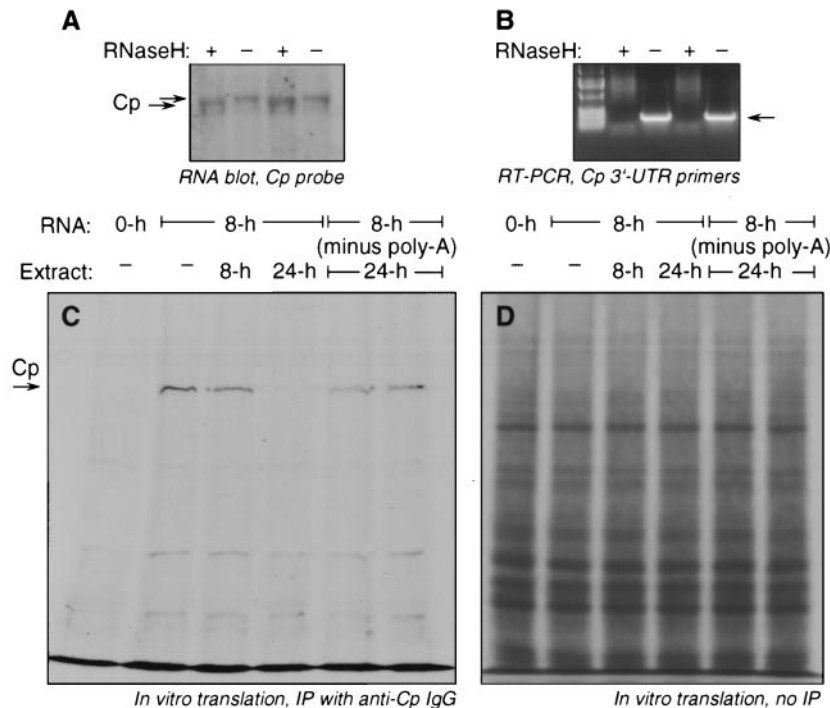 A
RNaseH: + − + −
Cp
RNA blot, Cp probe
B
RNaseH: + − + −
RT-PCR, Cp 3'-UTR primers
RNA: 0-h 8-h 8-h
(minus poly-A)
Extract: − − 8-h 24-h 24-h
C
Cp
In vitro translation, IP with anti-Cp IgG
0-h 8-h 8-h
(minus poly-A)
− − 8-h 24-h 24-h
D
In vitro translation, no IP